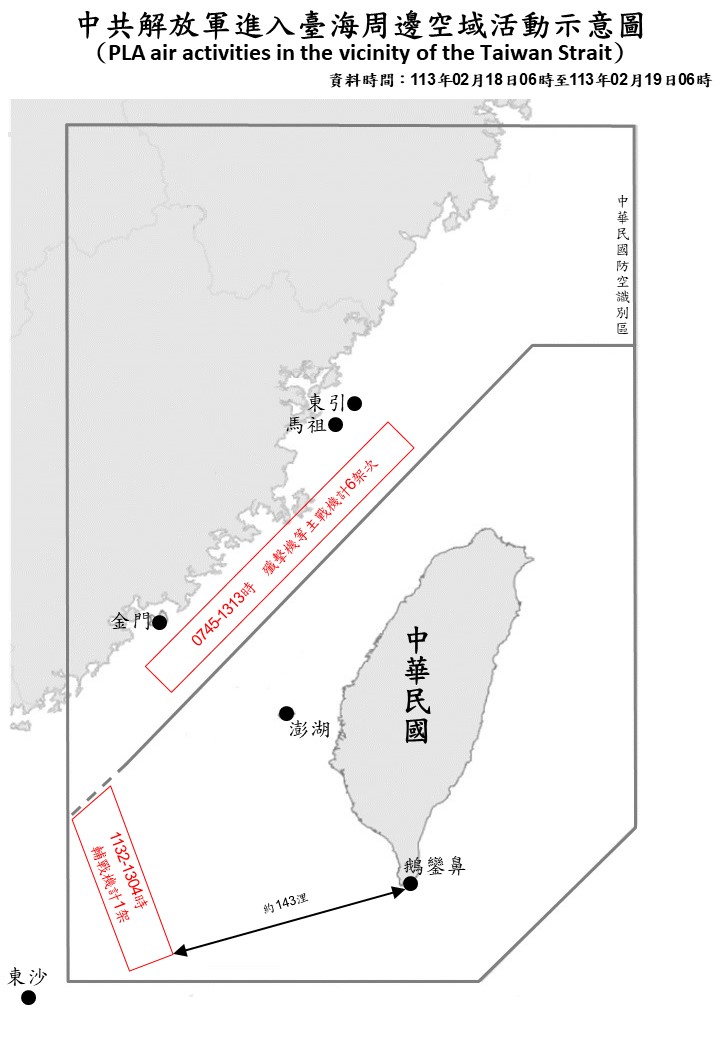 中共解放軍進入臺海周邊空域活動示意圖
（PLA air activities in the vicinity of the Taiwan Strait）
資料時間：113年02月18日06時至113年02月19日06時
中華民國防空識別區
東引
馬祖
0745-1313時 殲擊機等主戰機計6架次
金門
中華民國
澎湖
1132-1304時
輔戰機計1架
鵝鑾鼻
約143浬
東沙